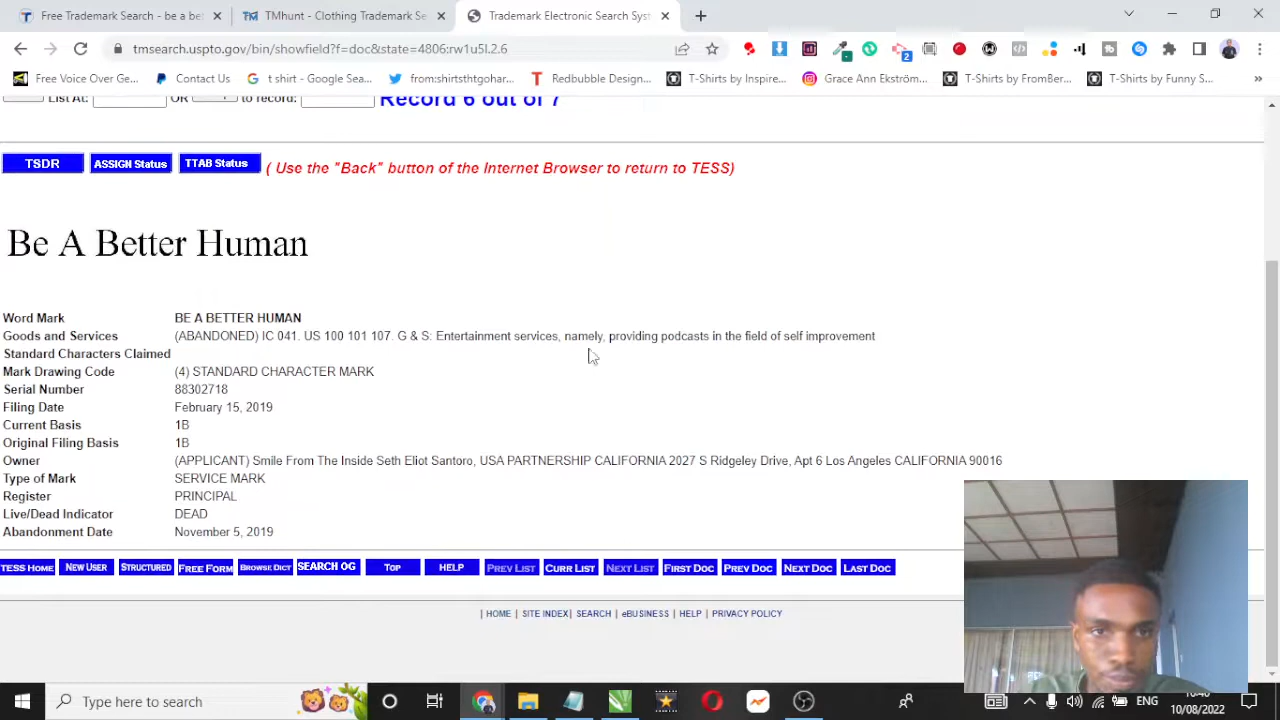 Free Trademark Search - be a bet
TMhunt - Clothing Trademark Se
Trademark Electronic Search Syst
tmsearch.uspto.gov/bin/showfield?f=doc&state=4806:rw1u5l.2.6
2
Free Voice Over Ge...
Contact Us
t shirt - Google Sea...
from:shirtsthtgohar...
Redbubble Design...
T-Shirts by Inspire...
Grace Ann Ekström...
T-Shirts by FromBer...
T-Shirts by Funny S...
List At: OR to record: Record 6 out of 7
TSDR ASSIGN Status TTAB Status ( Use the "Back" button of the Internet Browser to return to TESS)
Be A Better Human
Word Mark BE A BETTER HUMAN
Goods and Services (ABANDONED) IC 041. US 100 101 107. G & S: Entertainment services, namely, providing podcasts in the field of self improvement
Standard Characters Claimed
Mark Drawing Code (4) STANDARD CHARACTER MARK
Serial Number 88302718
Filing Date February 15, 2019
Current Basis 1B
Original Filing Basis 1B
Owner (APPLICANT) Smile From The Inside Seth Eliot Santoro, USA PARTNERSHIP CALIFORNIA 2027 S Ridgeley Drive, Apt 6 Los Angeles CALIFORNIA 90016
Type of Mark SERVICE MARK
Register PRINCIPAL
Live/Dead Indicator DEAD
Abandonment Date November 5, 2019
TESS HOME NEW USER STRUCTURED FREE FORM BROWSE DICT SEARCH OG TOP HELP PREV LIST CURR LIST NEXT LIST FIRST DOC PREV DOC NEXT DOC LAST DOC
| HOME | SITE INDEX| SEARCH | eBUSINESS | HELP | PRIVACY POLICY
Type here to search
ENG
10/08/2022